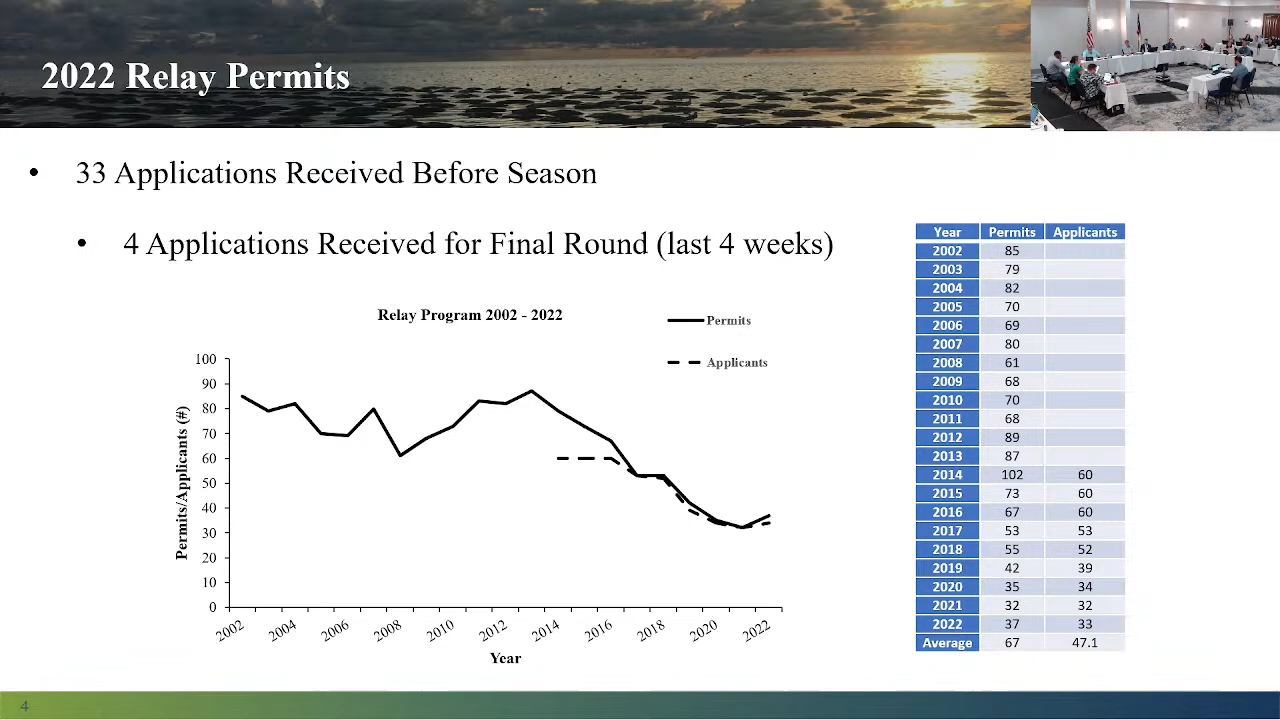 2022 Relay Permits
• 33 Applications Received Before Season
• 4 Applications Received for Final Round (last 4 weeks)
Relay Program 2002 - 2022
Permits
Applicants
Permits/Applicants (#)
100
90
80
70
60
50
40
30
20
10
0
2002 2004 2006 2008 2010 2012 2014 2016 2018 2020 2022
Year
Year Permits Applicants
2002 85
2003 79
2004 82
2005 70
2006 69
2007 80
2008 61
2009 68
2010 70
2011 68
2012 89
2013 87
2014 102 60
2015 73 60
2016 67 60
2017 53 53
2018 55 52
2019 42 39
2020 35 34
2021 32 32
2022 37 33
Average 67 47.1
4